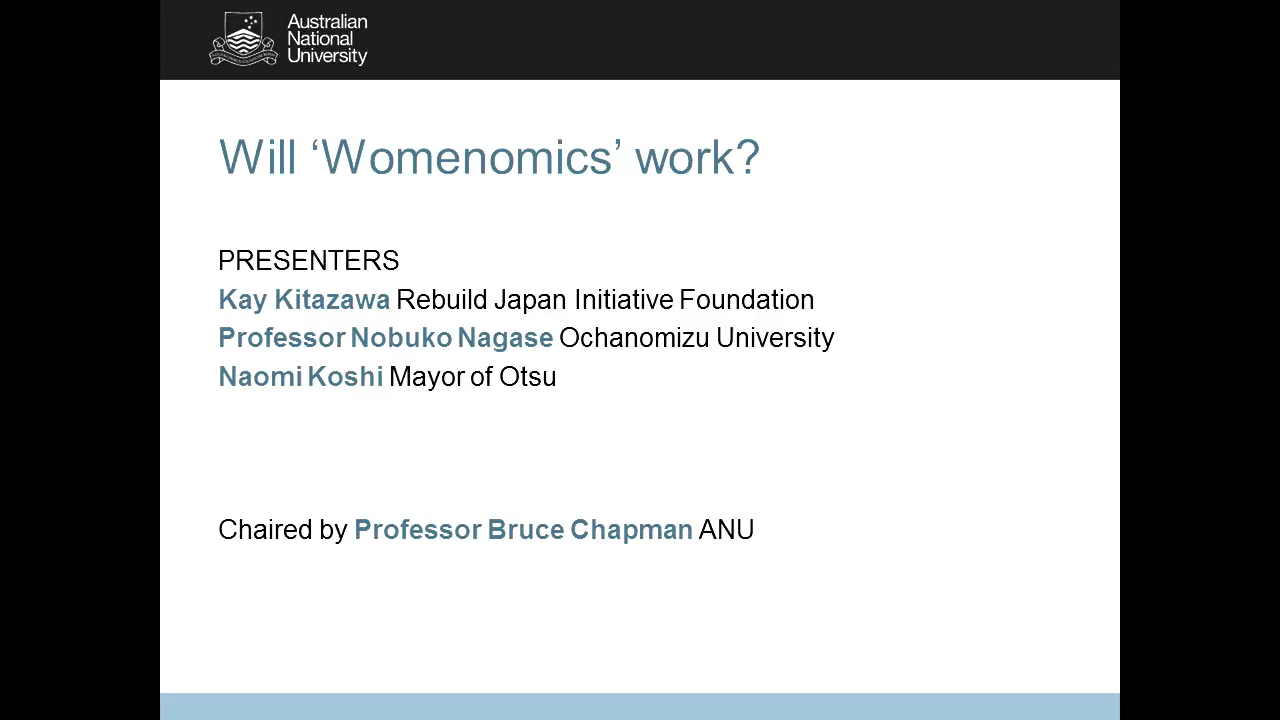 Australian
National
University
Will ‘Womenomics’ work?
PRESENTERS
Kay Kitazawa Rebuild Japan Initiative Foundation
Professor Nobuko Nagase Ochanomizu University
Naomi Koshi Mayor of Otsu
Chaired by Professor Bruce Chapman ANU